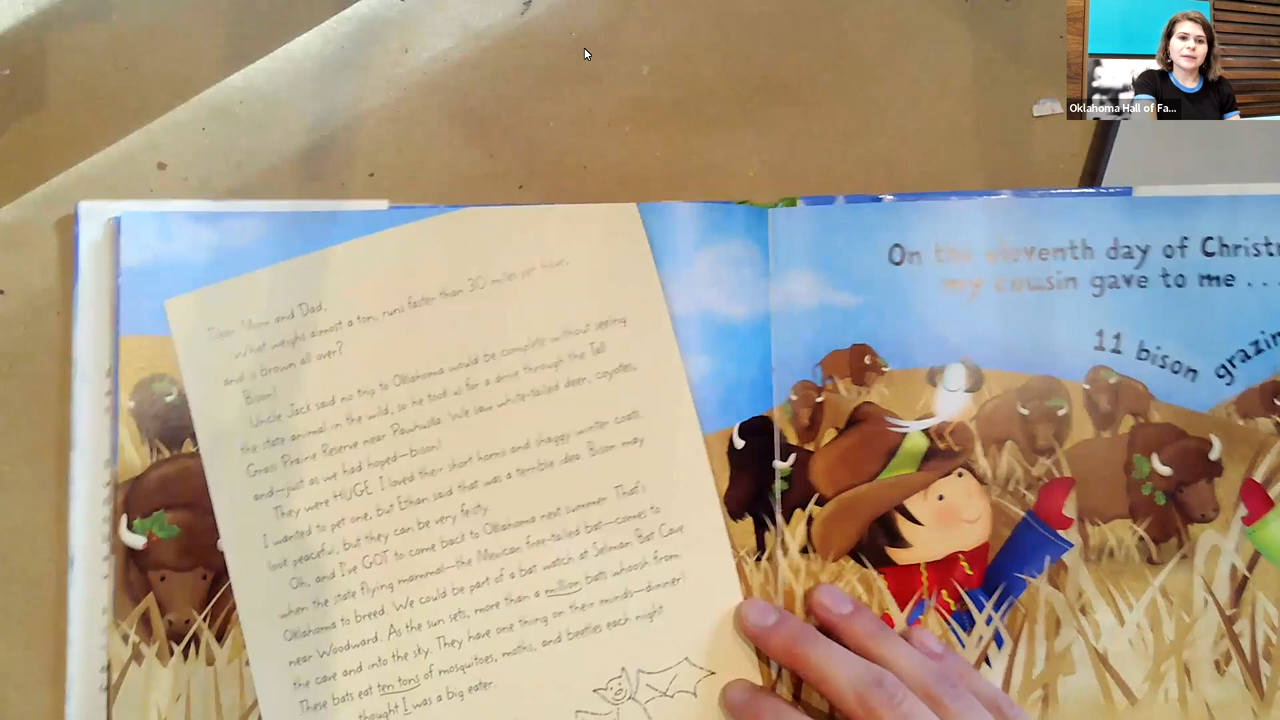 Dear Mom and Dad,
What weighs almost a ton, runs faster than 30 miles per hour,
and is brown all over?
Bison!
Uncle Jack said no trip to Oklahoma would be complete without seeing
the state animal in the wild, so he took us for a drive through the Tall
Grass Prairie Reserve near Pawhuska. We saw white-tailed deer, coyotes,
and—just as we had hoped—bison!
They were HUGE. I loved their short horns and shaggy winter coats.
I wanted to pet one, but Ethan said that was a terrible idea. Bison may
look peaceful, but they can be very feisty.
Oh, and I've GOT to come back to Oklahoma next summer. That's
when the state flying mammal—the Mexican free-tailed bat—comes to
Oklahoma to breed. We could be part of a bat watch at Selman Bat Cave
near Woodward. As the sun sets, more than a million bats whoosh from
the cave and into the sky. They have one thing on their minds—dinner!
These bats eat ten tons of mosquitoes, moths, and beetles each night.
thought I was a big eater.
On the eleventh day of Christ
my cousin gave to me . . .
11 bison grazin
Oklahoma Hall of Fa...